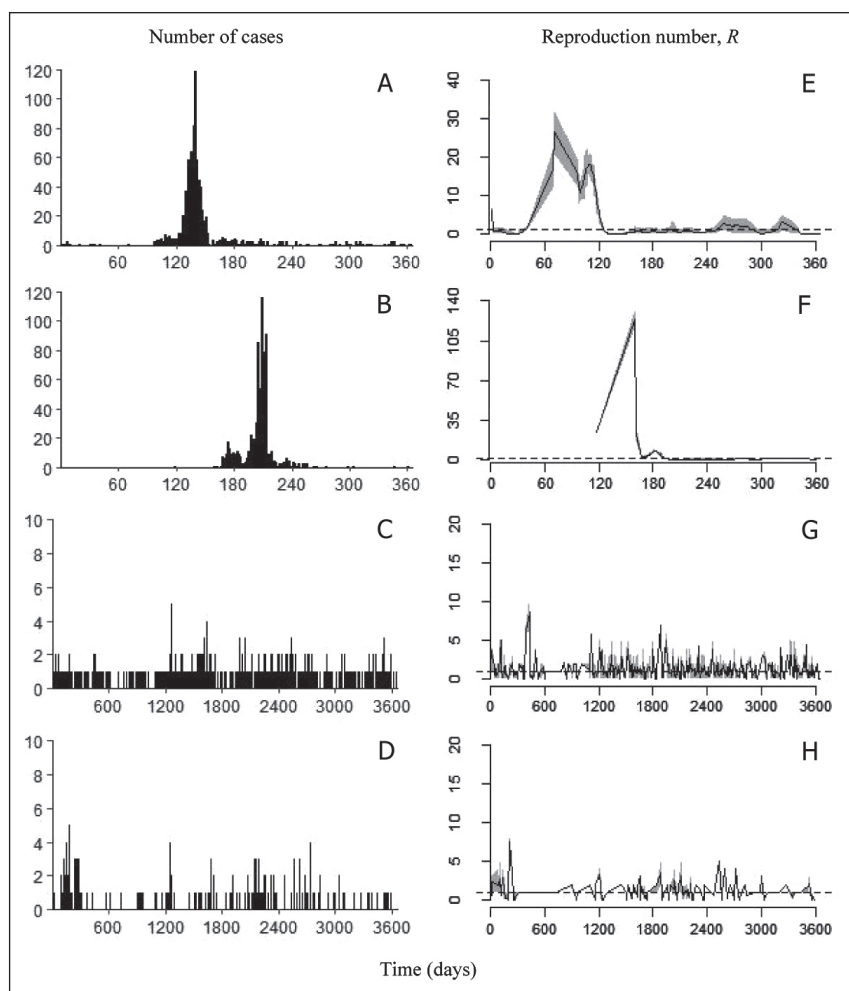 Number of cases
Reproduction number, R
A
120
100
80
60
40
20
0
60 120 180 240 300 360
E
40
30
20
10
0
0 60 120 180 240 300 360
B
120
100
80
60
40
20
0
60 120 180 240 300 360
F
140
105
70
35
0
0 60 120 180 240 300 360
C
10
8
6
4
2
0
600 1200 1800 2400 3000 3600
G
20
15
10
5
0
0 600 1200 1800 2400 3000 3600
D
10
8
6
4
2
0
600 1200 1800 2400 3000 3600
H
20
15
10
5
0
0 600 1200 1800 2400 3000 3600
Time (days)